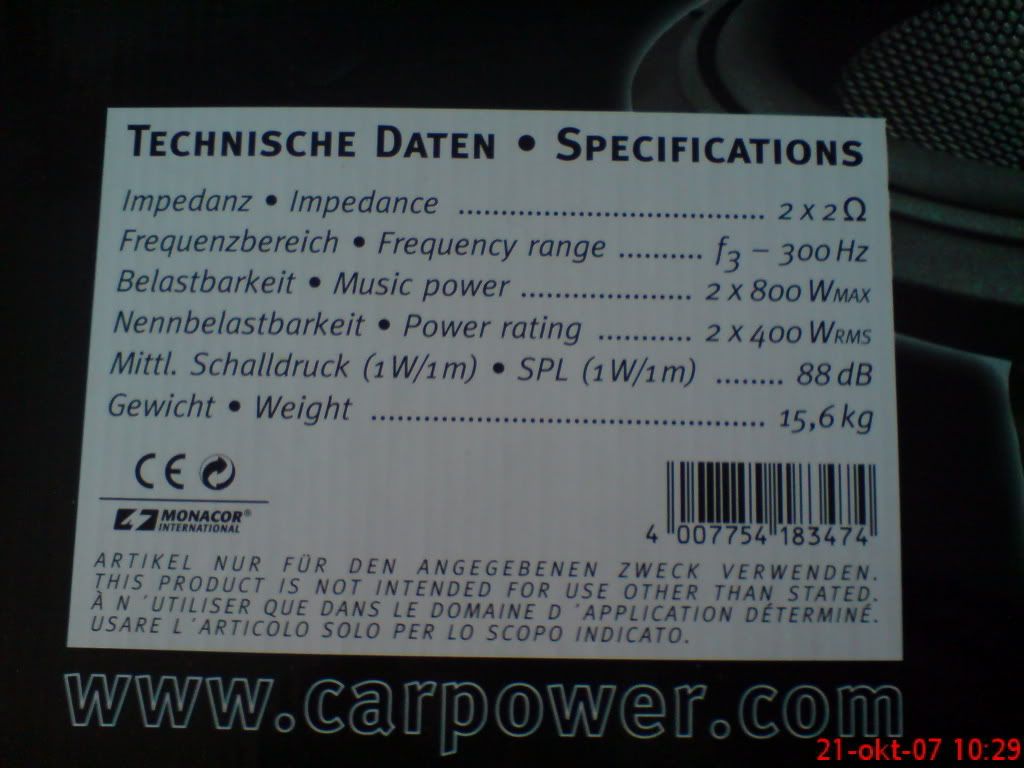 TECHNISCHE DATEN • SPECIFICATIONS
Impedanz • Impedance ....................................... 2 x 2 Ω
Frequenzbereich • Frequency range ........... f3 – 300 Hz
Belastbarkeit • Music power ...................... 2 x 800 WMAX
Nennbelastbarkeit • Power rating ............ 2 x 400 WRMS
Mittl. Schalldruck (1W/1m) • SPL (1W/1m) ........ 88 dB
Gewicht • Weight .................................................. 15,6 kg
CE
MONACOR®
INTERNATIONAL
4 007754 183474
ARTIKEL NUR FÜR DEN ANGEGEBENEN ZWECK VERWENDEN.
THIS PRODUCT IS NOT INTENDED FOR USE OTHER THAN STATED.
À N´UTILISER QUE DANS LE DOMAINE D´APPLICATION DÉTERMINÉ.
USARE L´ARTICOLO SOLO PER LO SCOPO INDICATO.
www.carpower.com
21-okt-07 10:29